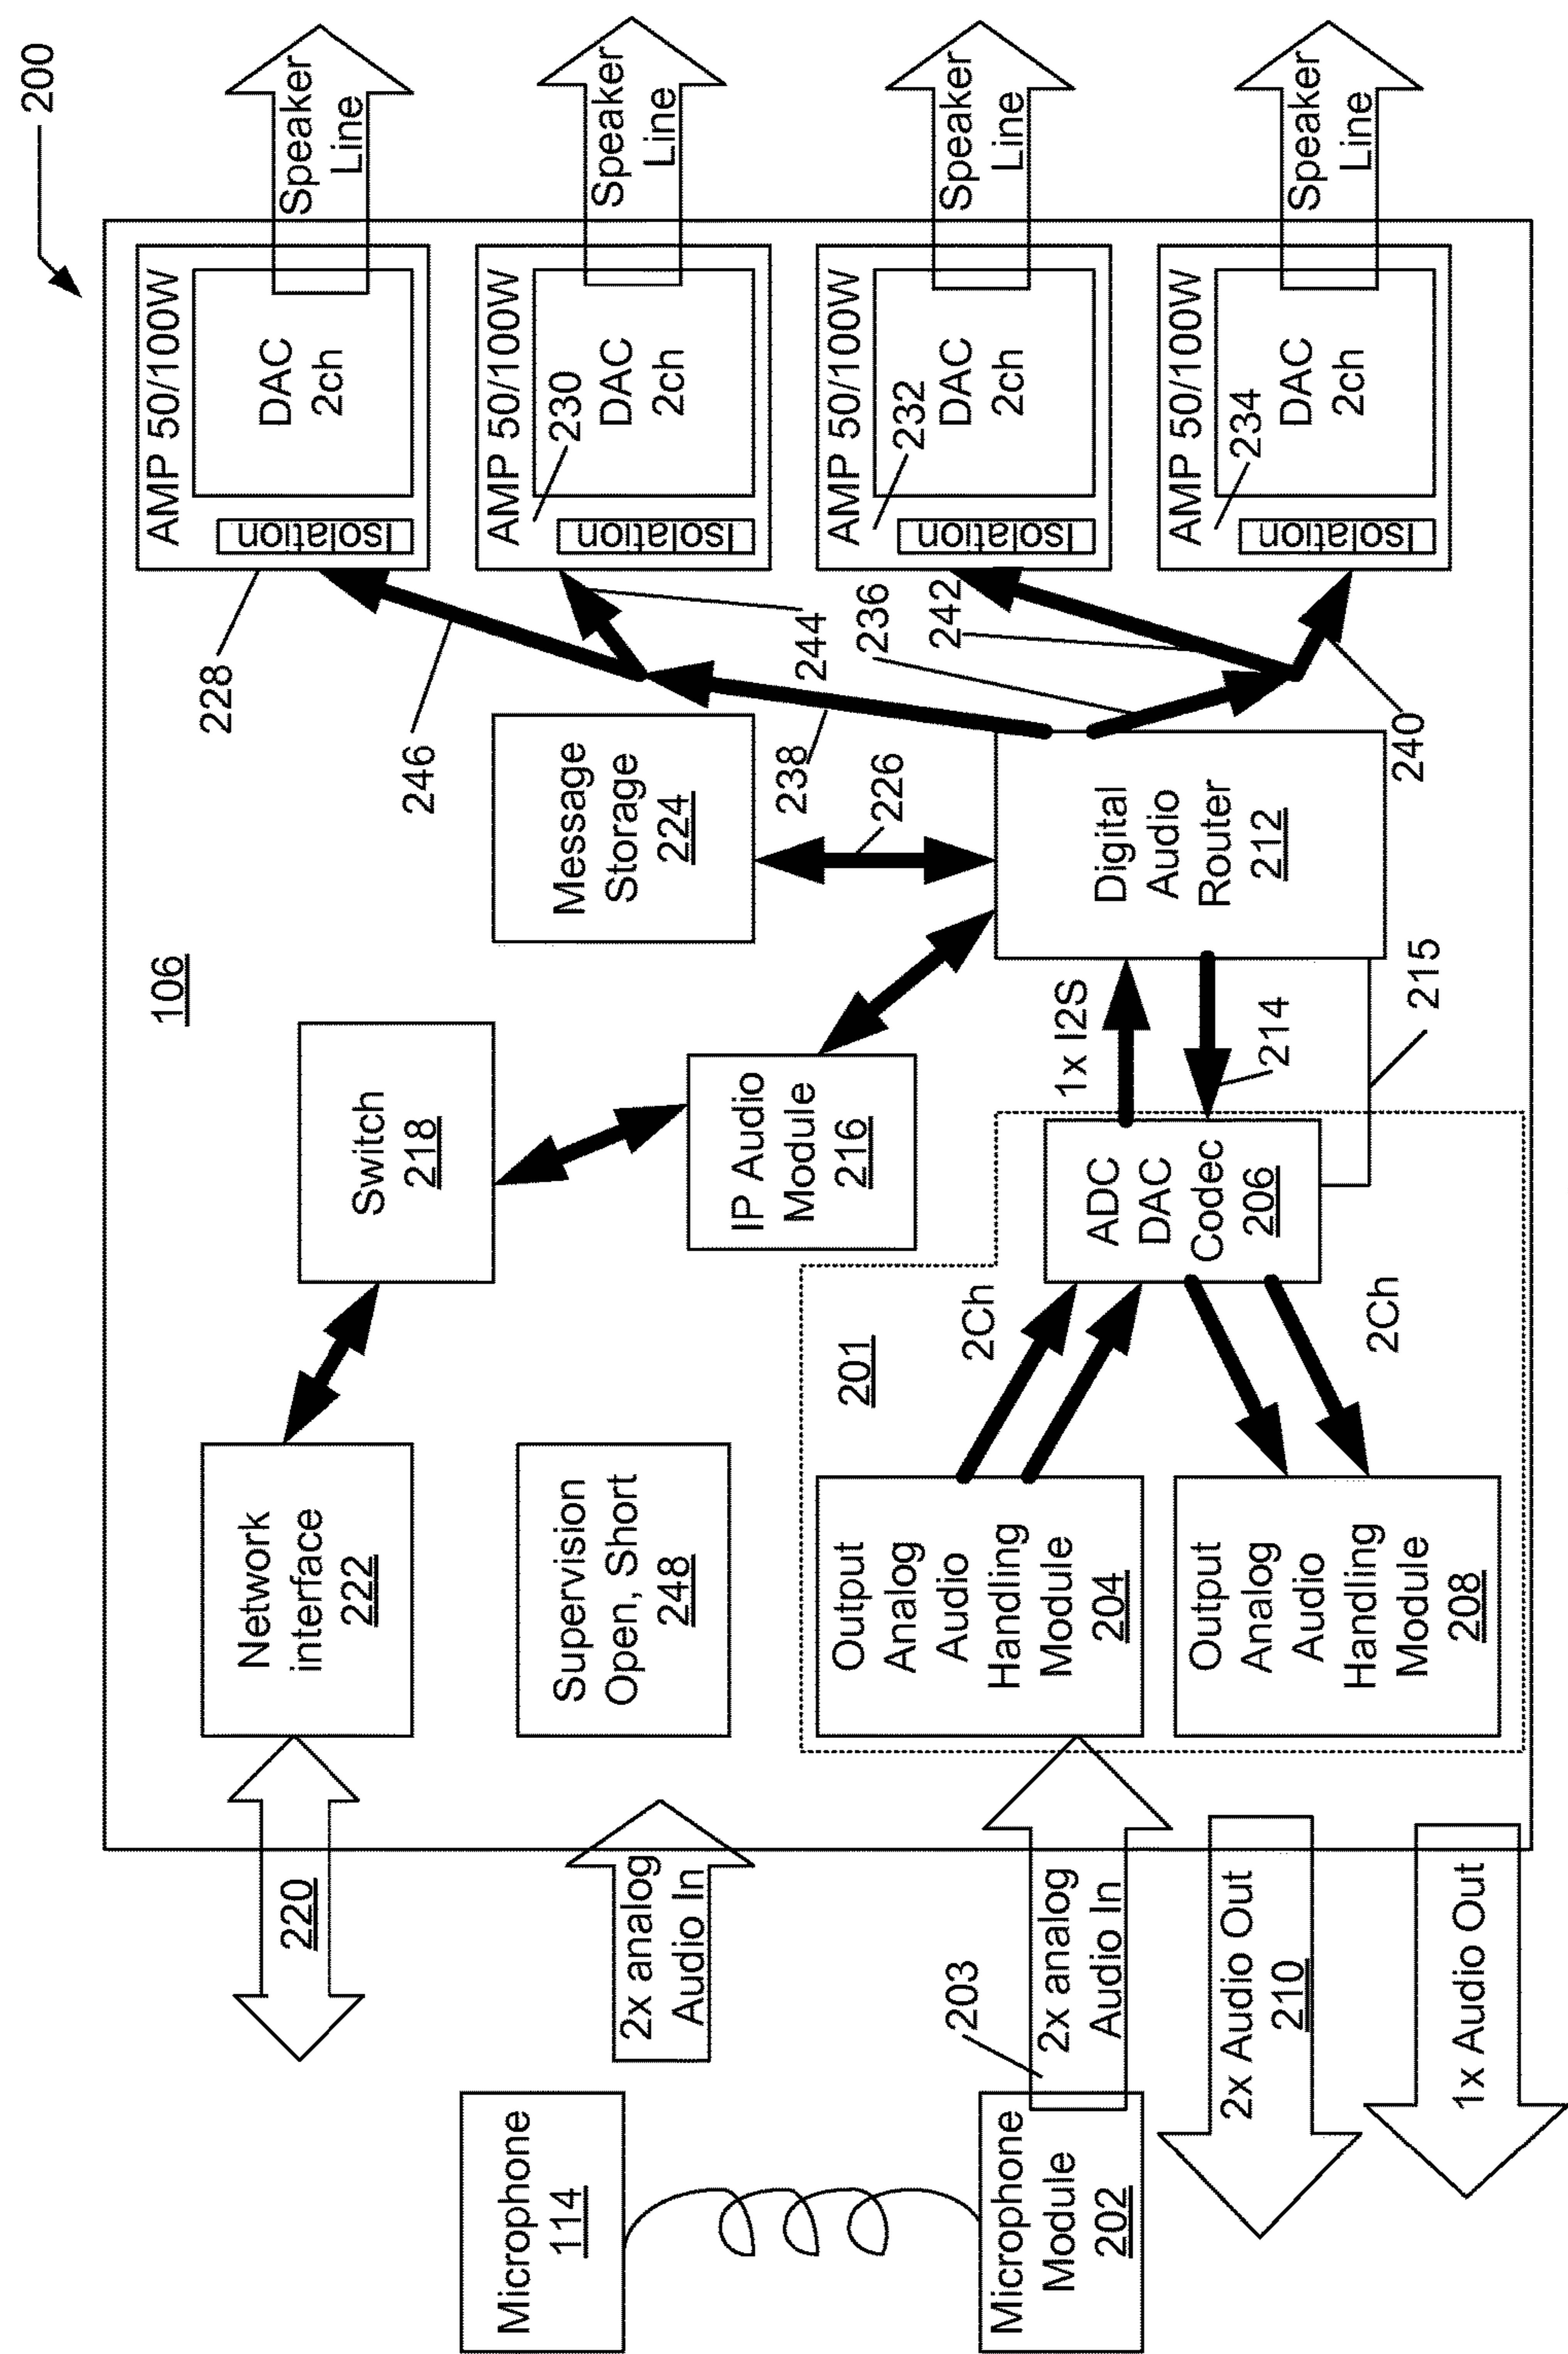 200
106
Network
interface
222
220
Switch
218
Supervision
Open, Short
248
2x analog
Audio In
IP Audio
Module
216
Message
Storage
224
226
Microphone
114
Microphone
Module
202
203
2x analog
Audio In
201
Output
Analog
Audio
Handling
Module
204
Output
Analog
Audio
Handling
Module
208
2Ch
2Ch
ADC
DAC
Codec
206
1x I2S
214
215
Digital
Audio
Router
212
2x Audio Out
210
1x Audio Out
238
236
246
244
242
240
228
AMP 50/100W
Isolation
DAC
2ch
Speaker
Line
AMP 50/100W
230
Isolation
DAC
2ch
Speaker
Line
AMP 50/100W
232
Isolation
DAC
2ch
Speaker
Line
AMP 50/100W
234
Isolation
DAC
2ch
Speaker
Line